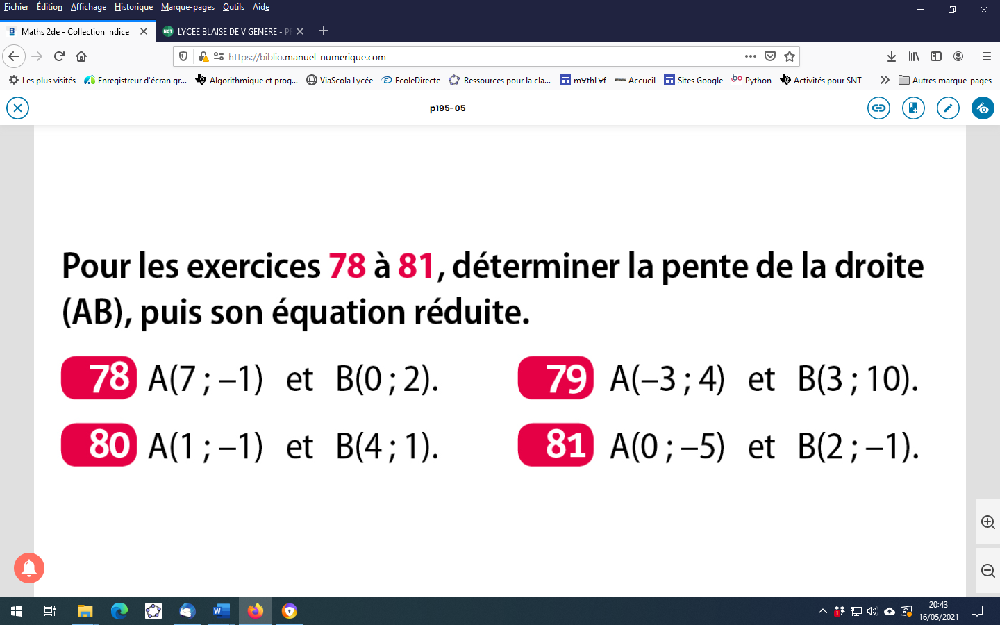 Fichier Édition Affichage Historique Marque-pages Outils Aide
Maths 2de - Collection Indice
LYCEE BLAISE DE VIGENERE - P
https://biblio.manuel-numerique.com
Les plus visités Enregistreur d'écran gr... Algorithmique et prog... ViaScola Lycée EcoleDirecte Ressources pour la cla... m∀thL∀f Accueil Sites Google Python Activités pour SNT Autres marque-pages
p195-05
Pour les exercices 78 à 81, déterminer la pente de la droite
(AB), puis son équation réduite.
78 A(7 ; –1) et B(0 ; 2). 79 A(–3 ; 4) et B(3 ; 10).
80 A(1 ; –1) et B(4 ; 1). 81 A(0 ; –5) et B(2 ; –1).
20:43
16/05/2021